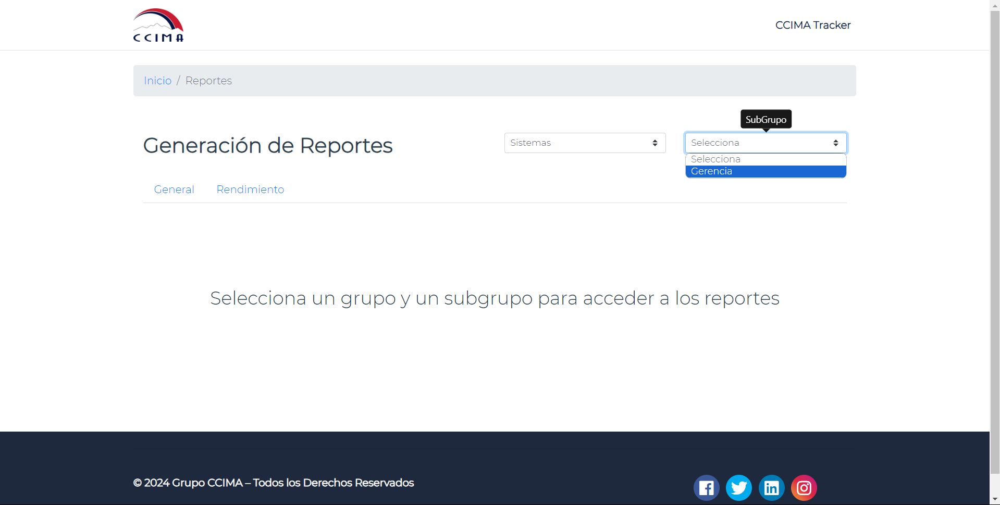 CCIMA
CCIMA Tracker
Inicio / Reportes
SubGrupo
Generación de Reportes
Sistemas
Selecciona
Selecciona
Gerencia
General
Rendimiento
Selecciona un grupo y un subgrupo para acceder a los reportes
© 2024 Grupo CCIMA – Todos los Derechos Reservados